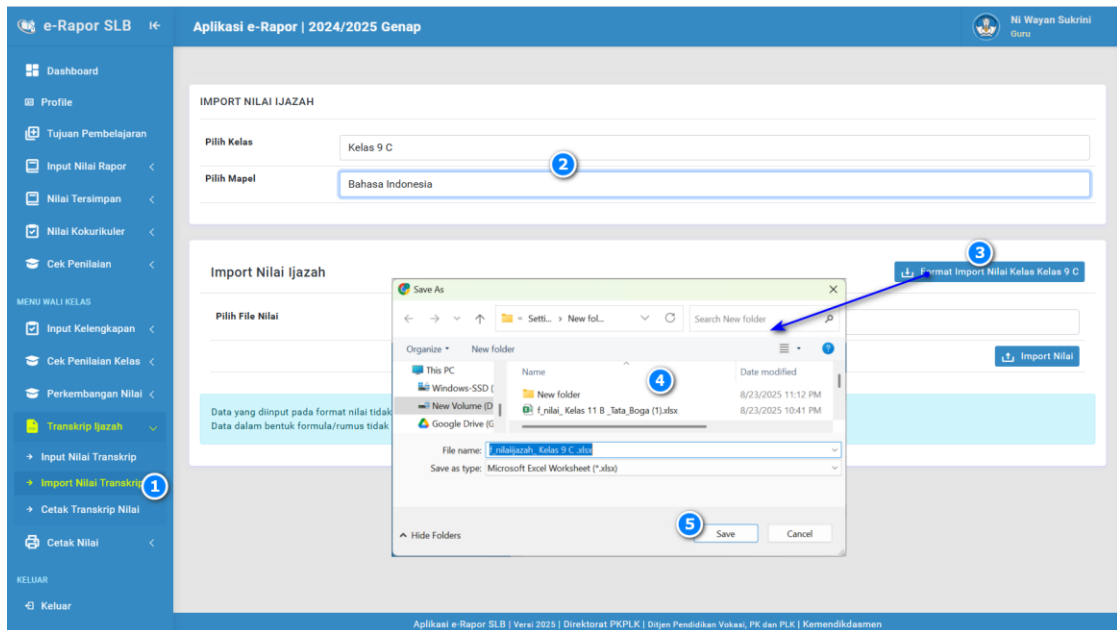 e-Rapor SLB
Aplikasi e-Rapor | 2024/2025 Genap
Ni Wayan Sukrini
Guru
Dashboard
Profile
Tujuan Pembelajaran
Input Nilai Rapor
Nilai Tersimpan
Nilai Kokurikuler
Cek Penilaian
MENU WALI KELAS
Input Kelengkapan
Cek Penilaian Kelas
Perkembangan Nilai
Transkrip Ijazah
Input Nilai Transkrip
Import Nilai Transkrip
1
Cetak Transkrip Nilai
Cetak Nilai
KELUAR
Keluar
IMPORT NILAI IJAZAH
Pilih Kelas
Kelas 9 C
2
Pilih Mapel
Bahasa Indonesia
3
Import Nilai Ijazah
Format Import Nilai Kelas Kelas 9 C
Pilih File Nilai
Import Nilai
Data yang diinput pada format nilai tidak
Data dalam bentuk formula/rumus tidak
Save As
« Setti... > New fol...
Search New folder
Organize
New folder
This PC
Windows-SSD (
New Volume (D
Google Drive (G
Name
Date modified
4
New folder
8/23/2025 11:12 PM
f_nilai_ Kelas 11 B _Tata_Boga (1).xlsx
8/23/2025 10:41 PM
File name: f_nilaiijazah_ Kelas 9 C .xlsx
Save as type: Microsoft Excel Worksheet (*.xlsx)
Hide Folders
5
Save
Cancel
Aplikasi e-Rapor SLB | Versi 2025 | Direktorat PKPLK | Ditjen Pendidikan Vokasi, PK dan PLK | Kemendikdasmen